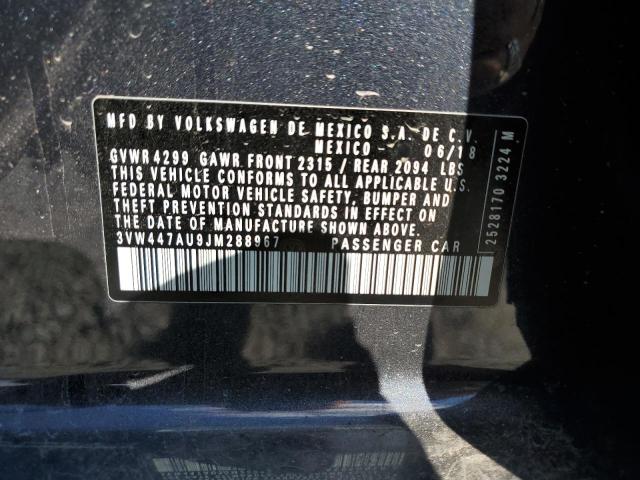 MFD BY VOLKSWAGEN DE MEXICO S.A. DE C.V.
MEXICO 06/18
GVWR 4299 GAWR FRONT 2315 / REAR 2094 LBS
THIS VEHICLE CONFORMS TO ALL APPLICABLE U.S.
FEDERAL MOTOR VEHICLE SAFETY, BUMPER AND
THEFT PREVENTION STANDARDS IN EFFECT ON
THE DATE OF MANUFACTURE SHOWN ABOVE.
3VW447AU9JM288967 PASSENGER CAR
2528170 3224 M